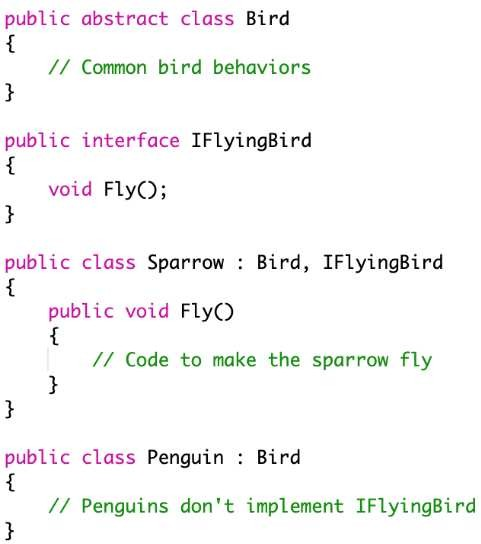 public abstract class Bird
{
    // Common bird behaviors
}

public interface IFlyingBird
{
    void Fly();
}

public class Sparrow : Bird, IFlyingBird
{
    public void Fly()
    {
        // Code to make the sparrow fly
    }
}

public class Penguin : Bird
{
    // Penguins don't implement IFlyingBird
}